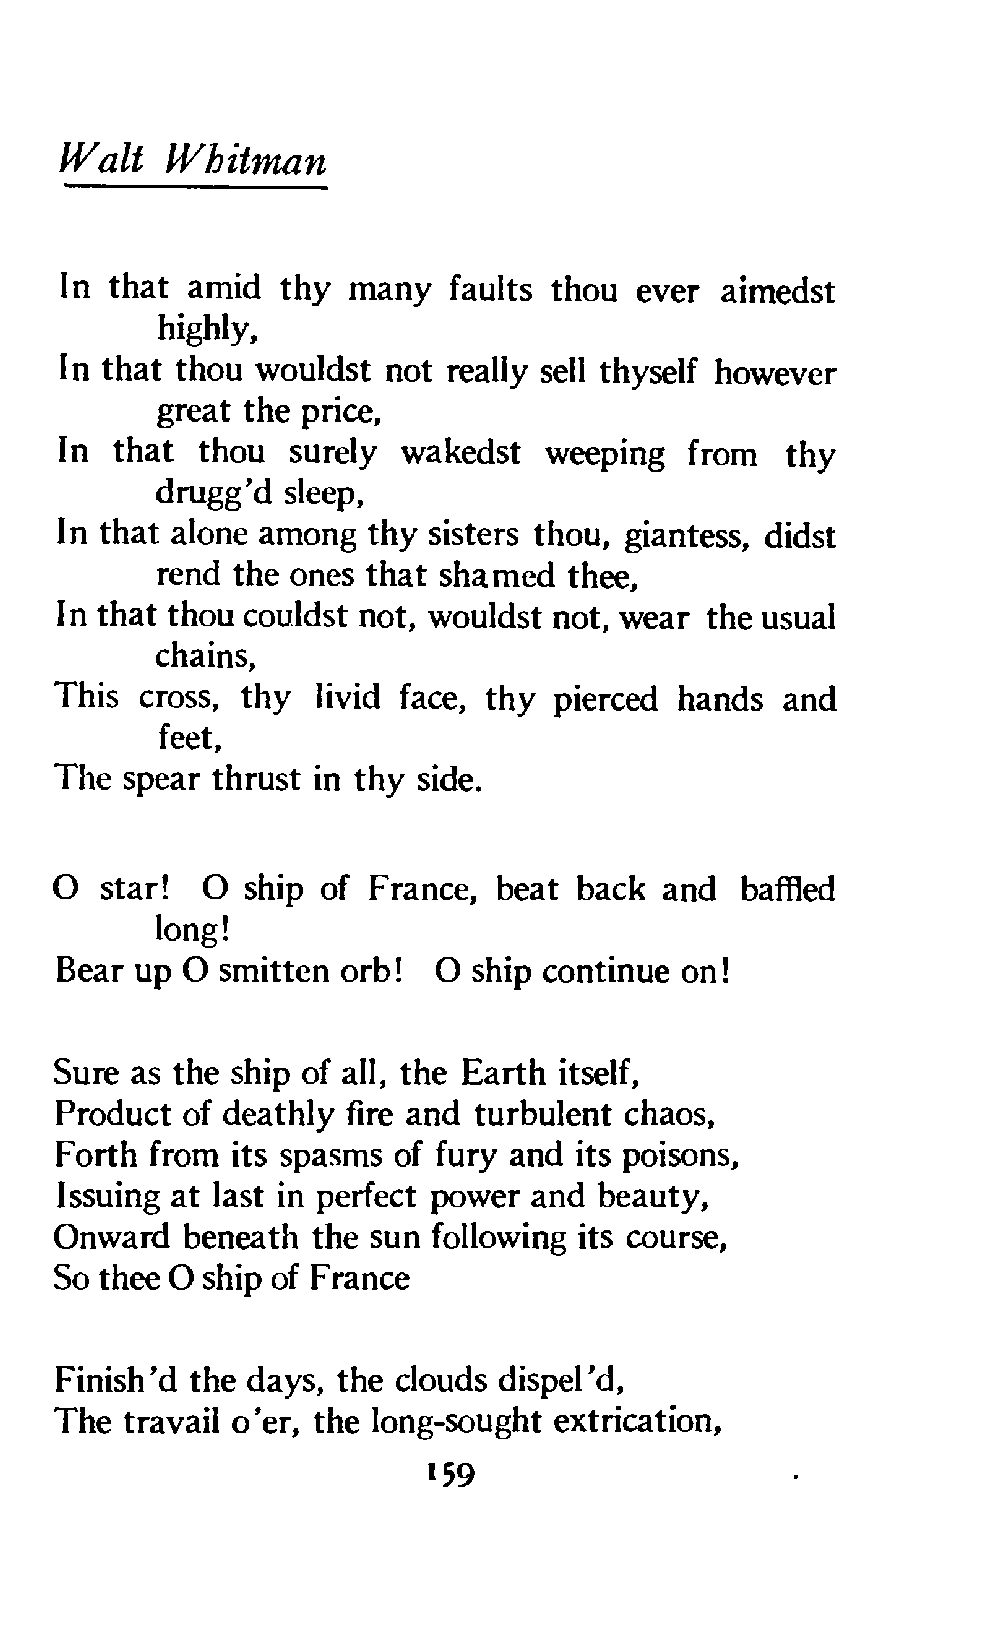 Walt Whitman
In that amid thy many faults thou ever aimedst
highly,
In that thou wouldst not really sell thyself however
great the price,
In that thou surely wakedst weeping from thy
drugg'd sleep,
In that alone among thy sisters thou, giantess, didst
rend the ones that shamed thee,
In that thou couldst not, wouldst not, wear the usual
chains,
This cross, thy livid face, thy pierced hands and
feet,
The spear thrust in thy side.
O star! O ship of France, beat back and baffled
long!
Bear up O smitten orb! O ship continue on!
Sure as the ship of all, the Earth itself,
Product of deathly fire and turbulent chaos,
Forth from its spasms of fury and its poisons,
Issuing at last in perfect power and beauty,
Onward beneath the sun following its course,
So thee O ship of France
Finish'd the days, the clouds dispel'd,
The travail o'er, the long-sought extrication,
159